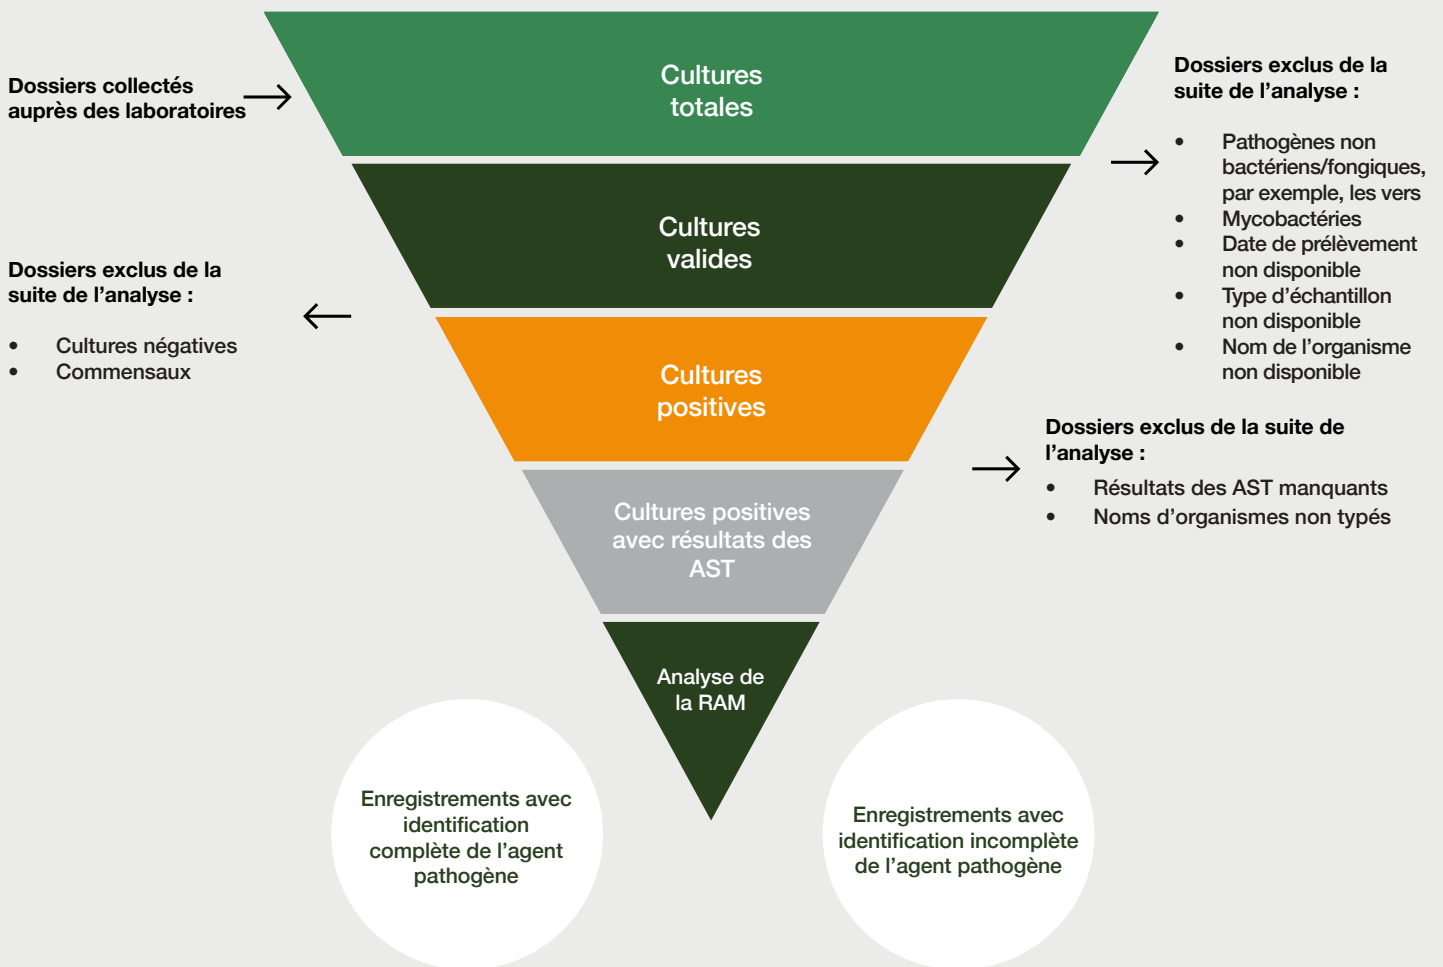 Dossiers collectés
auprès des laboratoires
Cultures
totales
Dossiers exclus de la
suite de l’analyse :
• Pathogènes non
bactériens/fongiques,
par exemple, les vers
• Mycobactéries
• Date de prélèvement
non disponible
• Type d’échantillon
non disponible
• Nom de l’organisme
non disponible
Cultures
valides
Dossiers exclus de la
suite de l’analyse :
• Cultures négatives
• Commensaux
Cultures
positives
Dossiers exclus de la suite de
l’analyse :
• Résultats des AST manquants
• Noms d’organismes non typés
Cultures positives
avec résultats des
AST
Analyse de
la RAM
Enregistrements avec
identification
complète de l’agent
pathogène
Enregistrements avec
identification incomplète
de l’agent pathogène